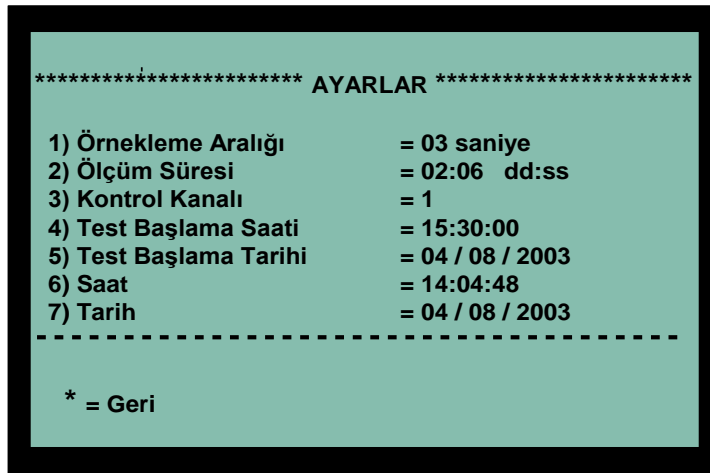 ************************ AYARLAR ***********************
1) Örnekleme Aralığı = 03 saniye
2) Ölçüm Süresi = 02:06 dd:ss
3) Kontrol Kanalı = 1
4) Test Başlama Saati = 15:30:00
5) Test Başlama Tarihi = 04 / 08 / 2003
6) Saat = 14:04:48
7) Tarih = 04 / 08 / 2003
- - - - - - - - - - - - - - - - - - - - - - - - - - - - - - - - - - - - - - - - - -
* = Geri